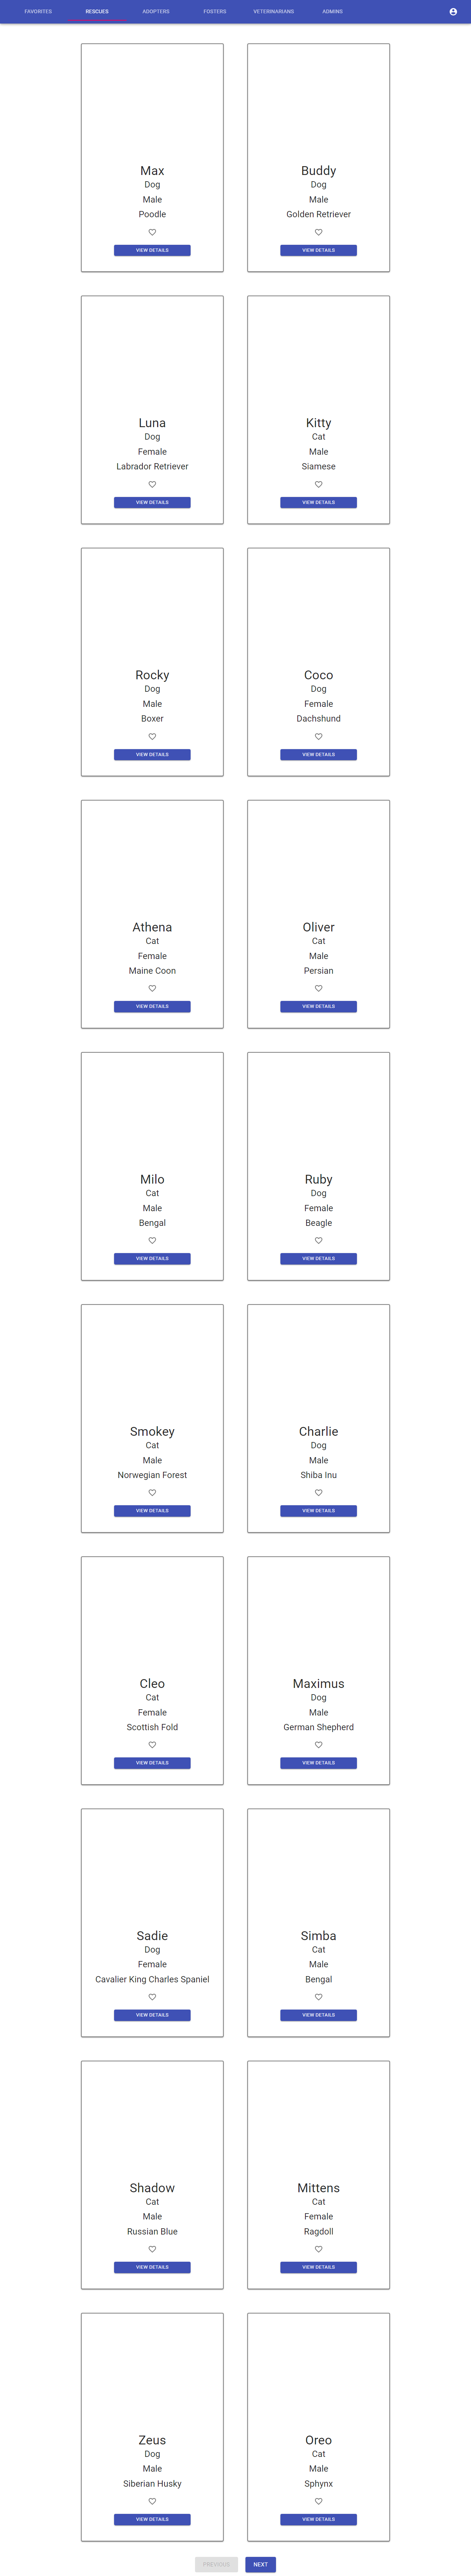 FAVORITES RESCUES ADOPTERS FOSTERS VETERINARIANS ADMINS
Max
Dog
Male
Poodle
VIEW DETAILS
Buddy
Dog
Male
Golden Retriever
VIEW DETAILS
Luna
Dog
Female
Labrador Retriever
VIEW DETAILS
Kitty
Cat
Male
Siamese
VIEW DETAILS
Rocky
Dog
Male
Boxer
VIEW DETAILS
Coco
Dog
Female
Dachshund
VIEW DETAILS
Athena
Cat
Female
Maine Coon
VIEW DETAILS
Oliver
Cat
Male
Persian
VIEW DETAILS
Milo
Cat
Male
Bengal
VIEW DETAILS
Ruby
Dog
Female
Beagle
VIEW DETAILS
Smokey
Cat
Male
Norwegian Forest
VIEW DETAILS
Charlie
Dog
Male
Shiba Inu
VIEW DETAILS
Cleo
Cat
Female
Scottish Fold
VIEW DETAILS
Maximus
Dog
Male
German Shepherd
VIEW DETAILS
Sadie
Dog
Female
Cavalier King Charles Spaniel
VIEW DETAILS
Simba
Cat
Male
Bengal
VIEW DETAILS
Shadow
Cat
Male
Russian Blue
VIEW DETAILS
Mittens
Cat
Female
Ragdoll
VIEW DETAILS
Zeus
Dog
Male
Siberian Husky
VIEW DETAILS
Oreo
Cat
Male
Sphynx
VIEW DETAILS
PREVIOUS NEXT